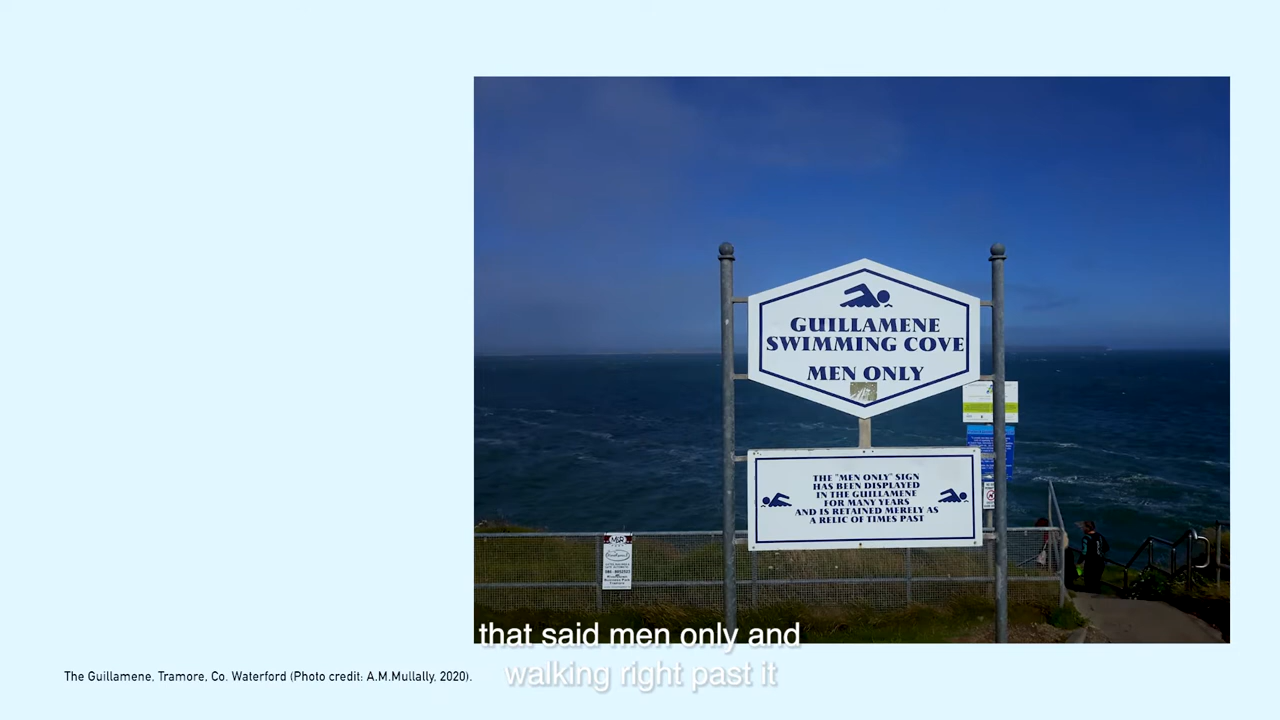 GUILLAMENE
SWIMMING COVE
MEN ONLY
THE "MEN ONLY" SIGN
HAS BEEN DISPLAYED
IN THE GUILLAMENE
FOR MANY YEARS
AND IS RETAINED MERELY AS
A RELIC OF TIMES PAST
that said men only and
walking right past it
The Guillamene, Tramore, Co. Waterford (Photo credit: A.M.Mullally, 2020).